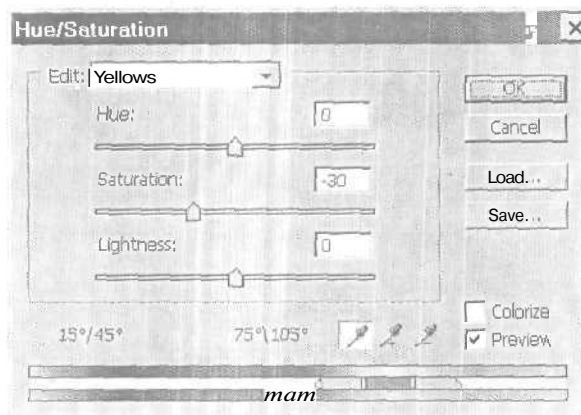 Hue/Saturation
Edit: Yellows
Hue: 0
Saturation: -30
Lightness: 0
OK
Cancel
Load...
Save...
Colorize
Preview
15°/45° 75°\105°
mam